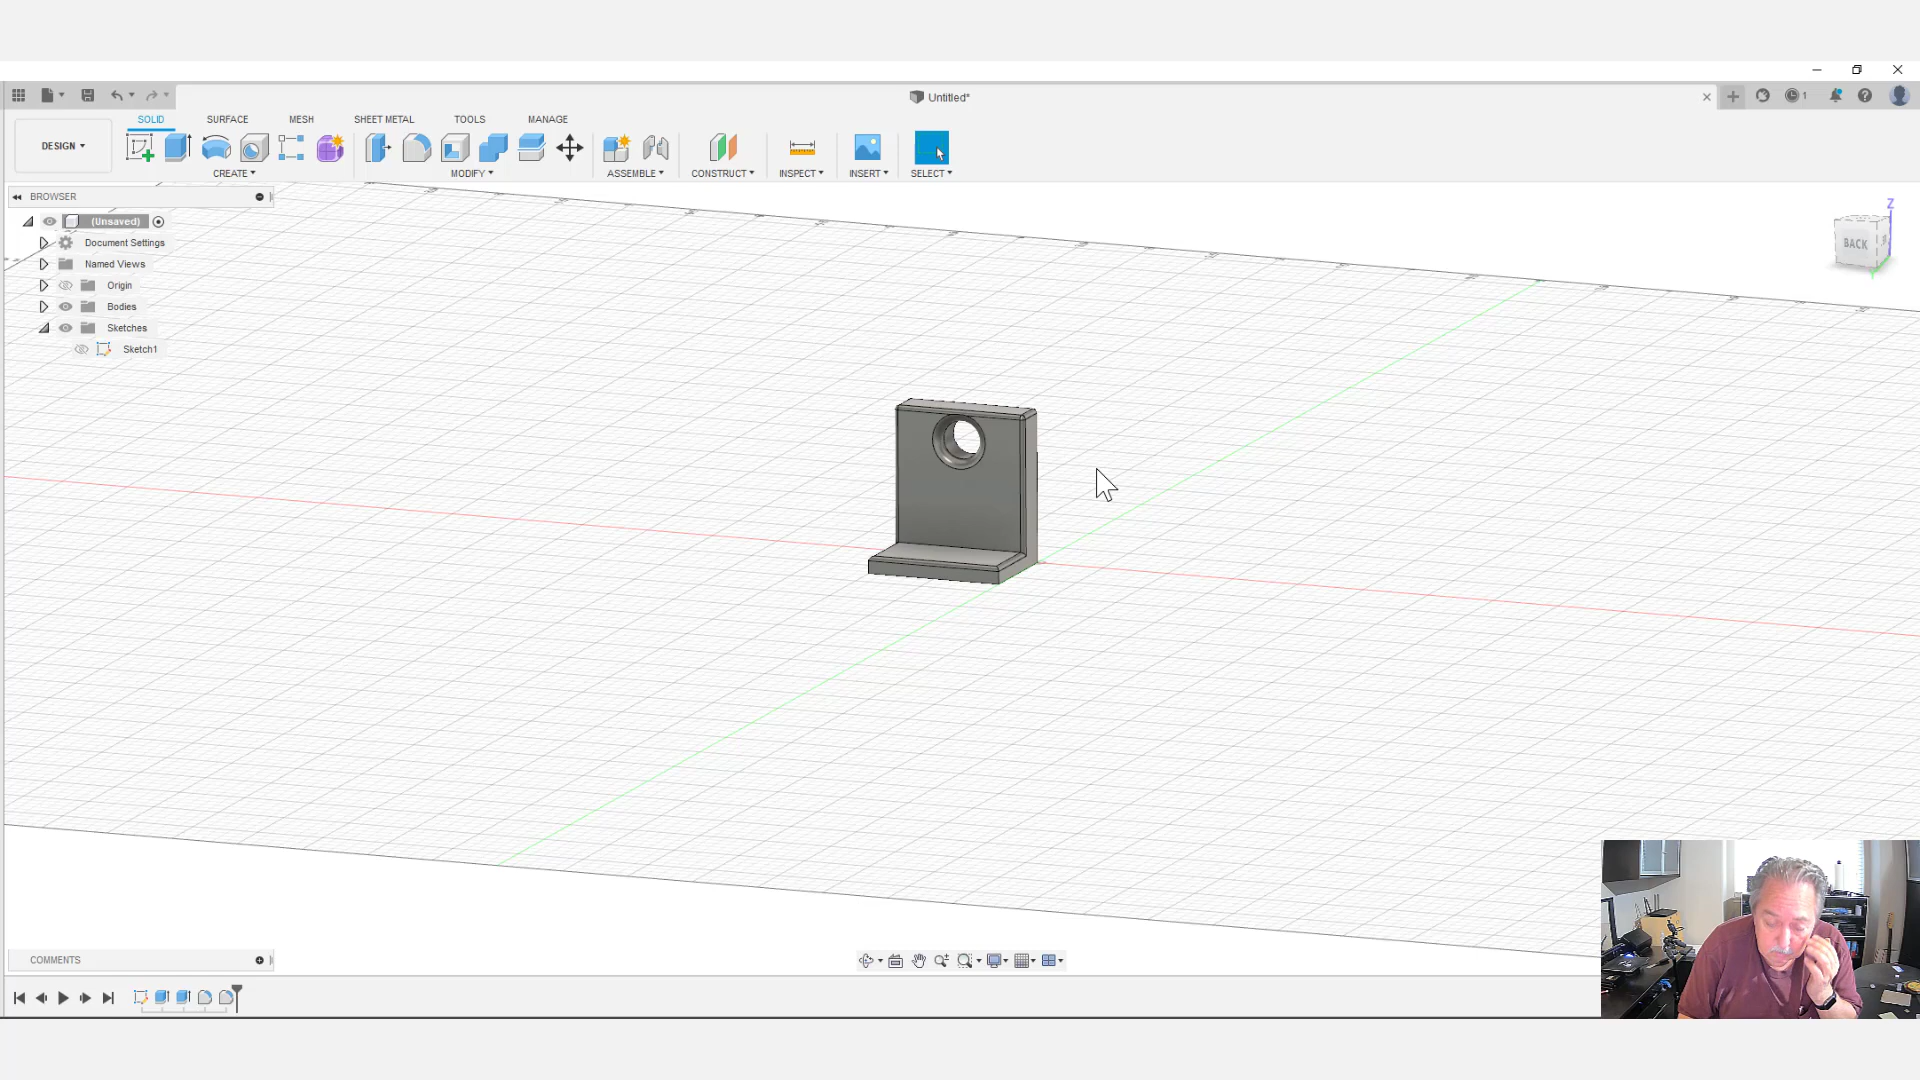 Untitled*
1
SOLID SURFACE MESH SHEET METAL TOOLS MANAGE
DESIGN
CREATE MODIFY ASSEMBLE CONSTRUCT INSPECT INSERT SELECT
BROWSER
(Unsaved)
Document Settings
Named Views
Origin
Bodies
Sketches
Sketch1
Z
BACK
Y
COMMENTS